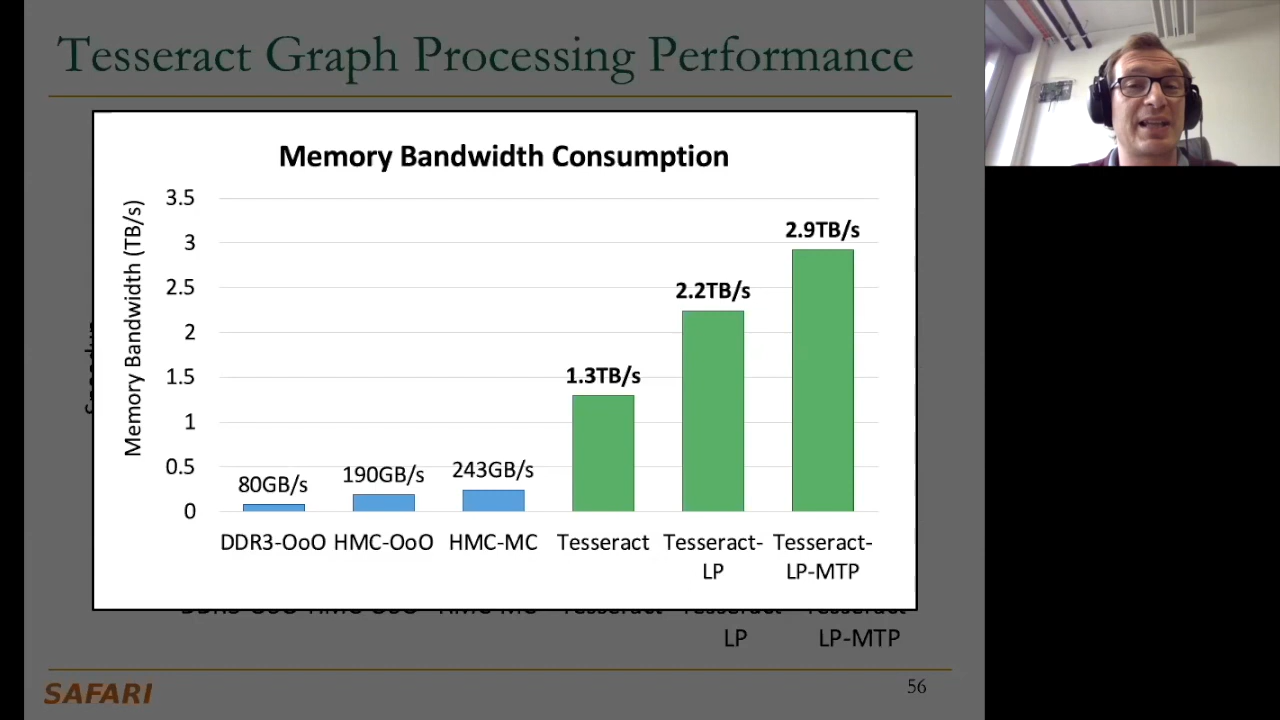 Tesseract Graph Processing Performance
Memory Bandwidth Consumption
Memory Bandwidth (TB/s)
3.5
3
2.5
2
1.5
1
0.5
0
80GB/s
190GB/s
243GB/s
1.3TB/s
2.2TB/s
2.9TB/s
DDR3-OoO HMC-OoO HMC-MC Tesseract Tesseract- Tesseract-
LP LP-MTP
LP LP-MTP
SAFARI
56